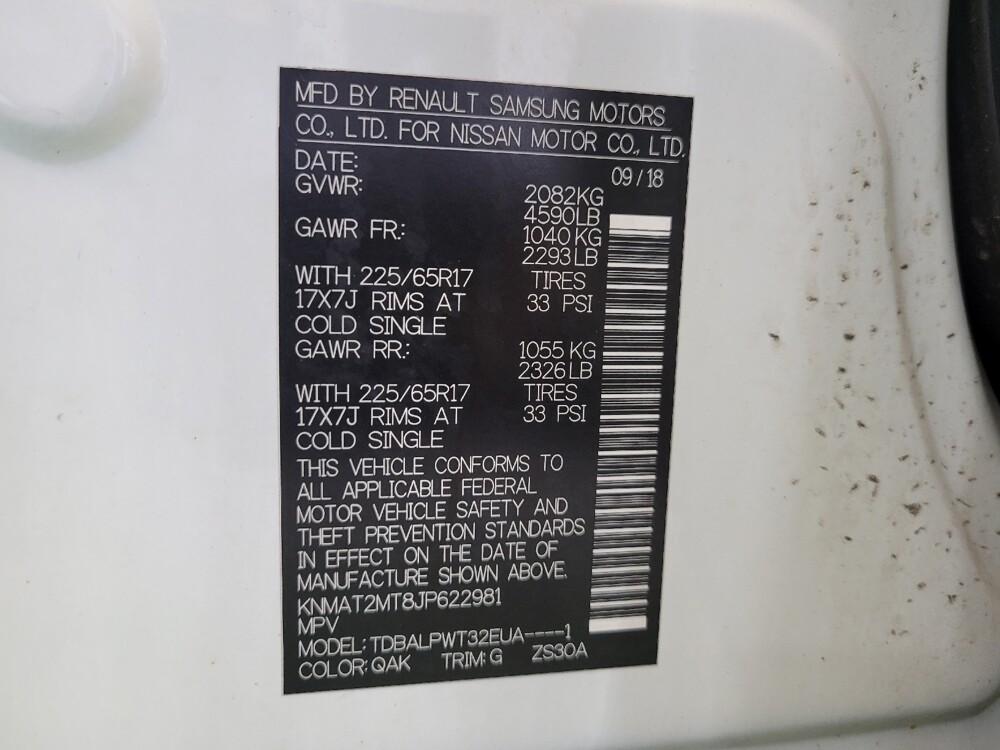 MFD BY RENAULT SAMSUNG MOTORS
CO., LTD. FOR NISSAN MOTOR CO., LTD.
DATE: 09/18
GVWR: 2082KG
4590LB
GAWR FR.: 1040KG
2293LB
WITH 225/65R17 TIRES
17X7J RIMS AT 33 PSI
COLD SINGLE
GAWR RR.: 1055KG
2326LB
WITH 225/65R17 TIRES
17X7J RIMS AT 33 PSI
COLD SINGLE
THIS VEHICLE CONFORMS TO
ALL APPLICABLE FEDERAL
MOTOR VEHICLE SAFETY AND
THEFT PREVENTION STANDARDS
IN EFFECT ON THE DATE OF
MANUFACTURE SHOWN ABOVE.
KNMAT2MT8JP622981
MPV
MODEL: TDBALPWT32EUA----1
COLOR: QAK TRIM: G ZS30A